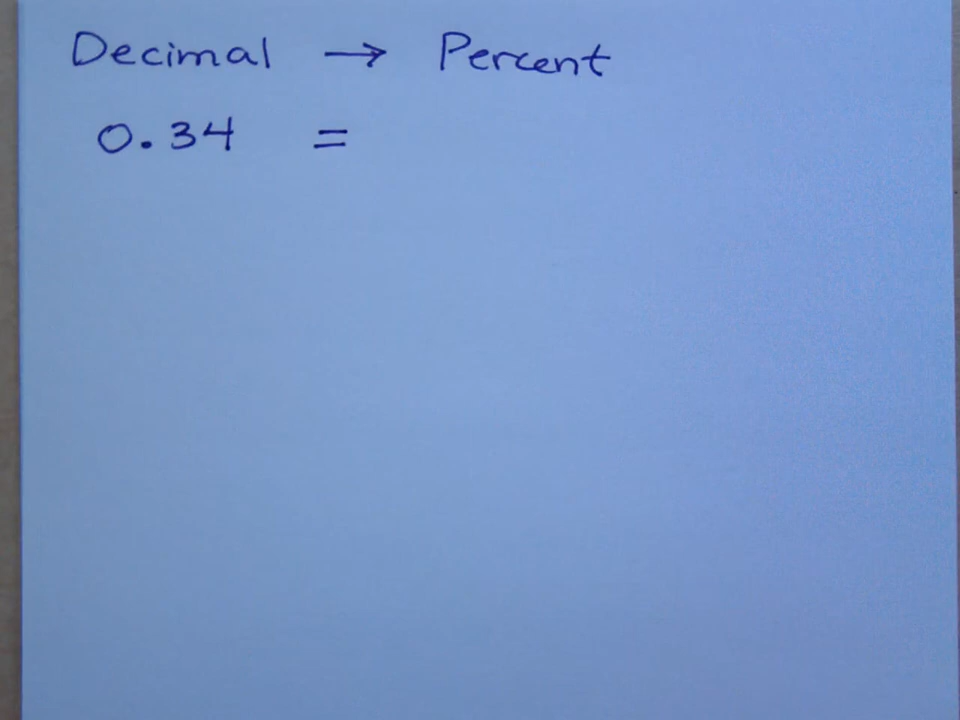 Decimal → Percent
0.34 =